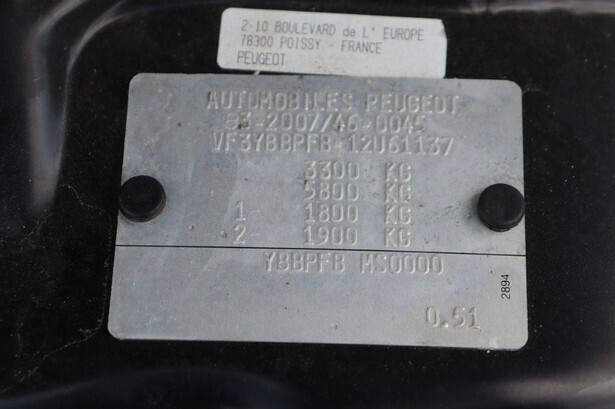 2-10 BOULEVARD de L' EUROPE
78300 POISSY - FRANCE
PEUGEOT
AUTOMOBILES PEUGEOT
e3-2007/46-0045
VF3YBBPFB-12U61137
3300 KG
5800 KG
1- 1800 KG
2- 1900 KG
YBBPFB MS0000
2894
0.51